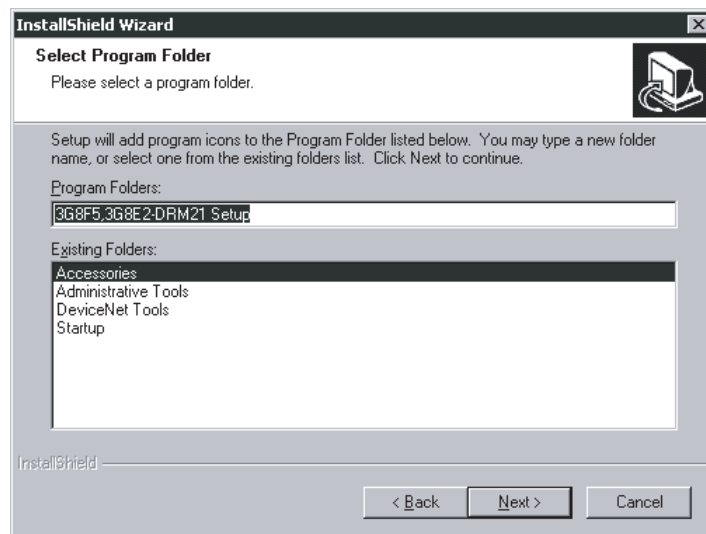 InstallShield Wizard
Select Program Folder
Please select a program folder.
Setup will add program icons to the Program Folder listed below. You may type a new folder
name, or select one from the existing folders list. Click Next to continue.
Program Folders:
3G8F5,3G8E2-DRM21 Setup
Existing Folders:
Accessories
Administrative Tools
DeviceNet Tools
Startup
InstallShield
< Back Next > Cancel